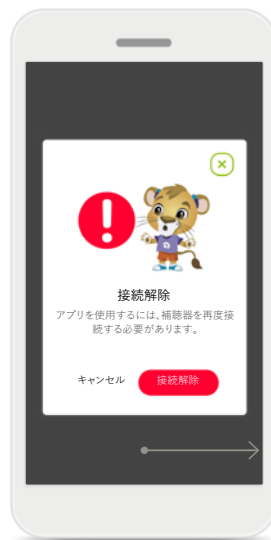 接続解除
アプリを使用するには、補聴器を再度接
続する必要があります。
キャンセル 接続解除